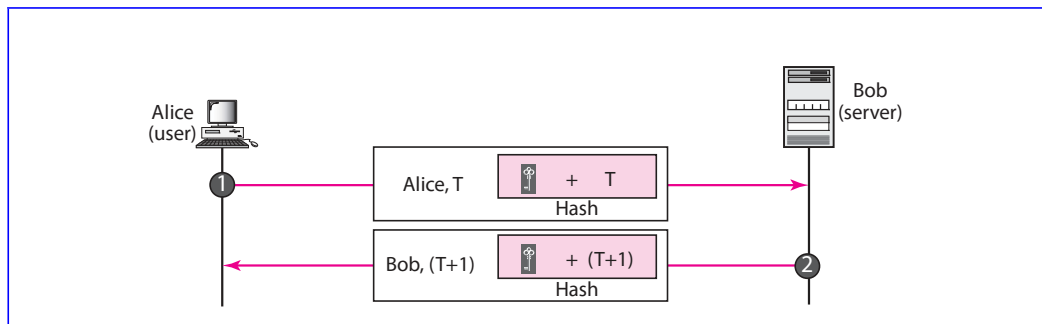 Alice
(user)
Bob
(server)
1
Alice, T
+ T
Hash
Bob, (T+1)
+ (T+1)
Hash
2